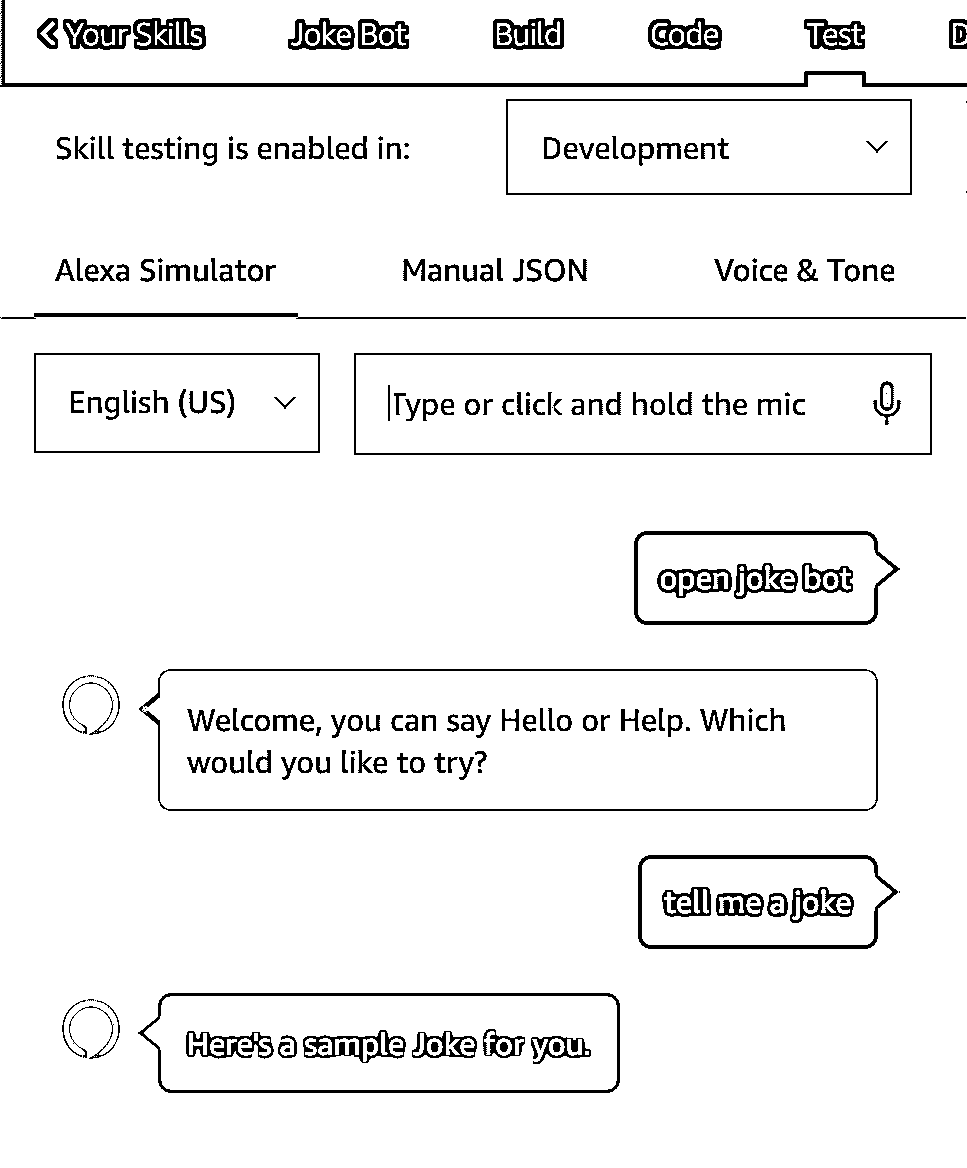 Your Skills Joke Bot Build Code Test
Skill testing is enabled in: Development
Alexa Simulator Manual JSON Voice & Tone
English (US) Type or click and hold the mic
open joke bot
Welcome, you can say Hello or Help. Which
would you like to try?
tell me a joke
Here's a sample Joke for you.